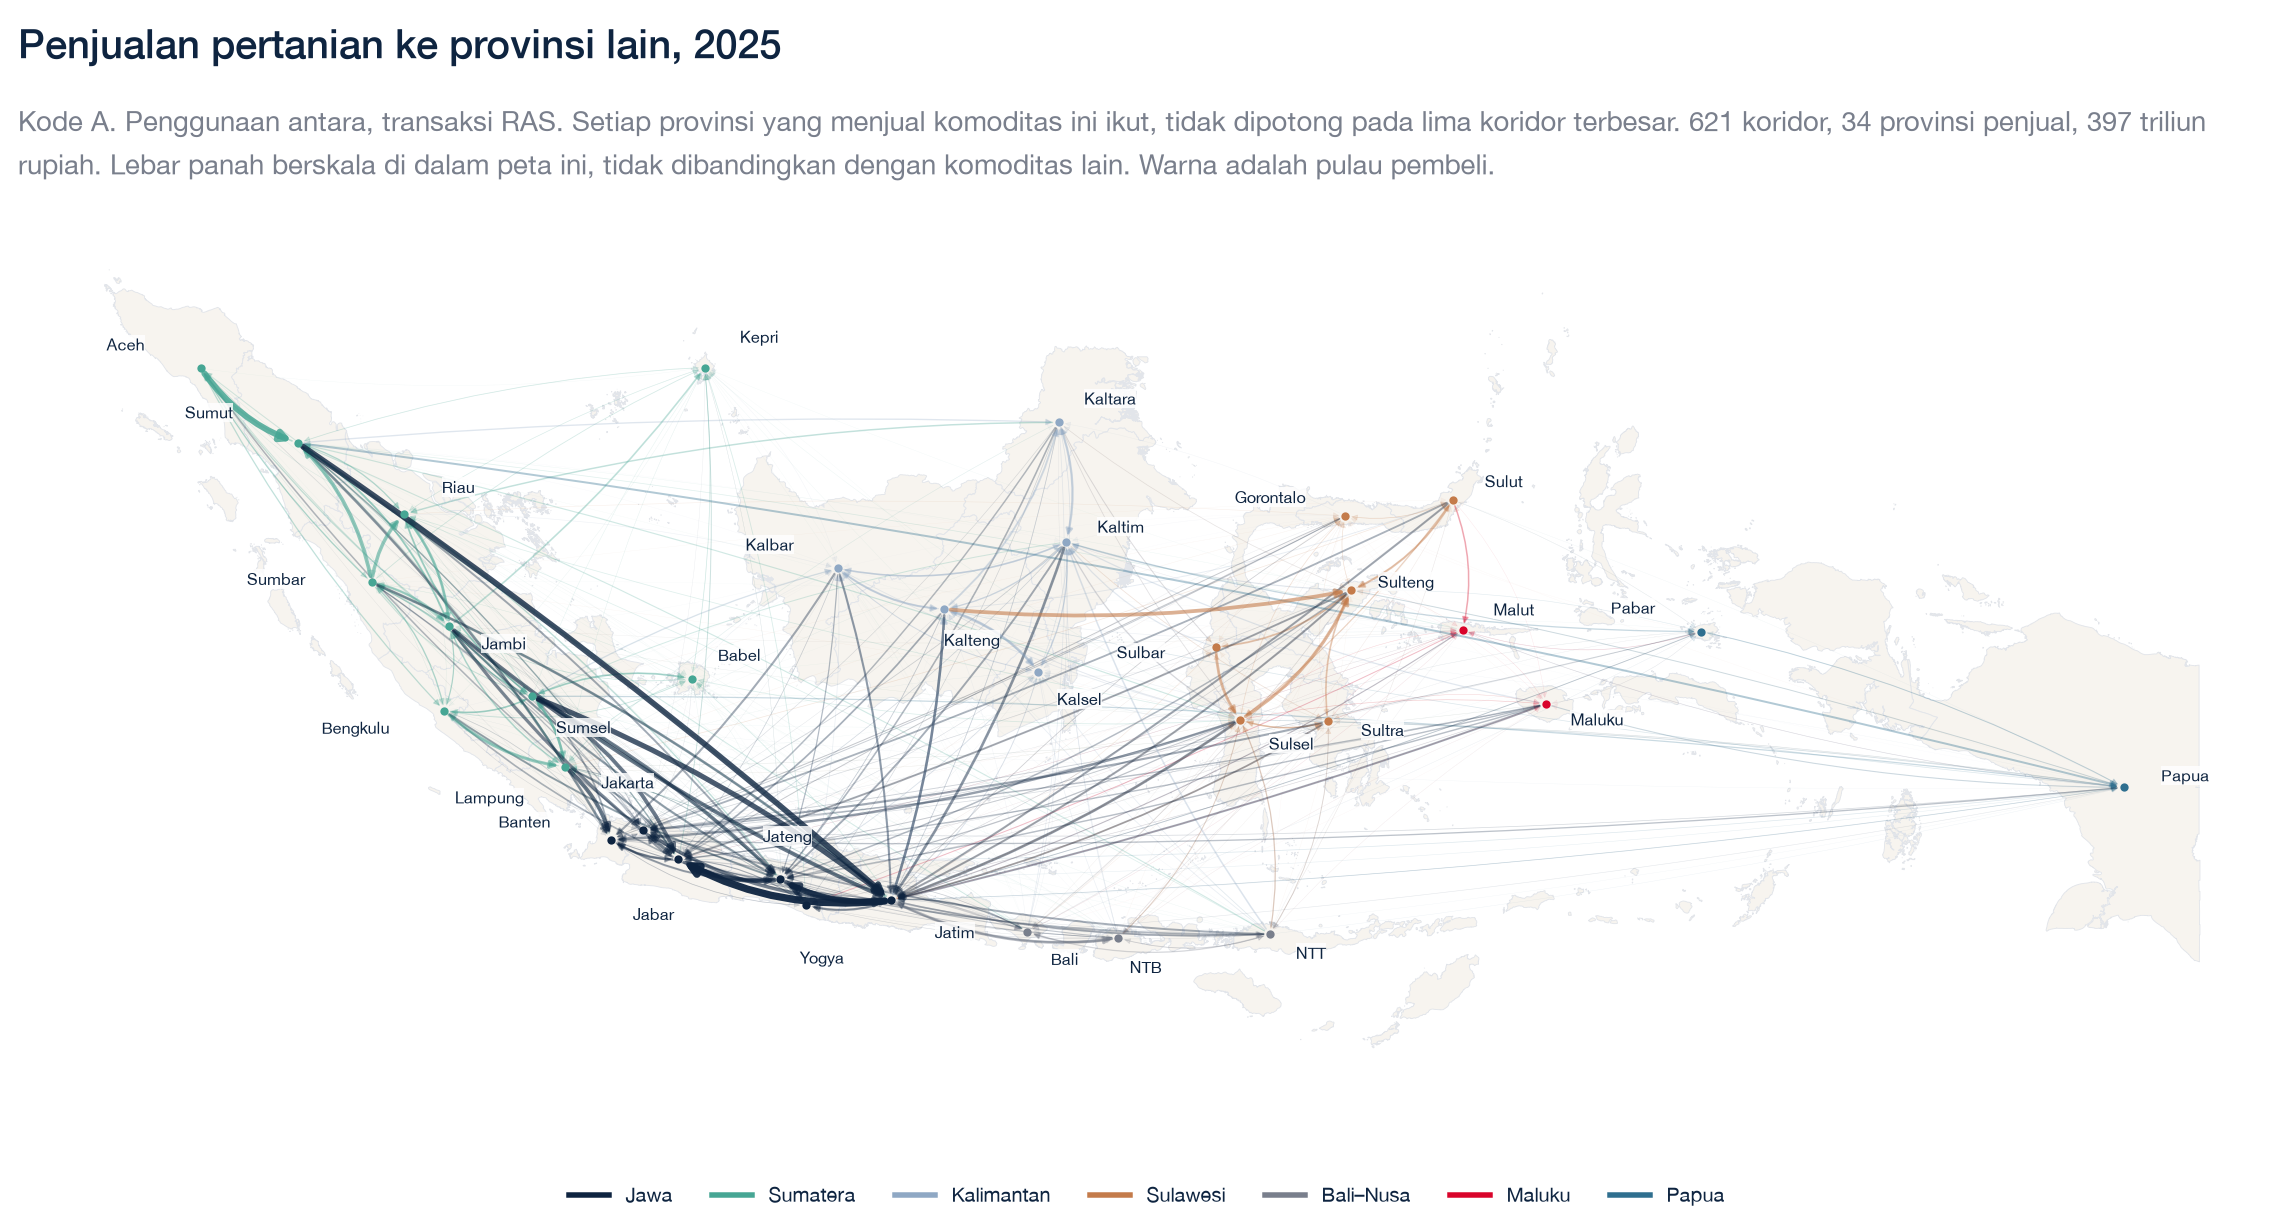 Penjualan pertanian ke provinsi lain, 2025
Kode A. Penggunaan antara, transaksi RAS. Setiap provinsi yang menjual komoditas ini ikut, tidak dipotong pada lima koridor terbesar. 621 koridor, 34 provinsi penjual, 397 triliun
rupiah. Lebar panah berskala di dalam peta ini, tidak dibandingkan dengan komoditas lain. Warna adalah pulau pembeli.
Kepri
Aceh
Kaltara
Sumut
Sulut
Riau
Gorontalo
Kaltim
Kalbar
Sumbar
Sulteng
Malut
Pabar
Jambi
Kalteng
Sulbar
Babel
Kalsel
Maluku
Bengkulu
Sumsel
Sultra
Sulsel
Papua
Jakarta
Lampung
Banten
Jateng
Jabar
Jatim
NTT
Yogya
Bali
NTB
Jawa
Sumatera
Kalimantan
Sulawesi
Bali–Nusa
Maluku
Papua